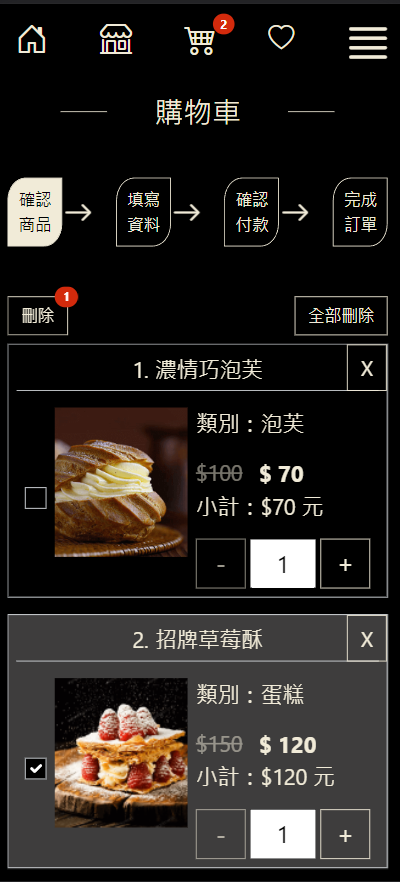 2
購物車
確認
商品
填寫
資料
確認
付款
完成
訂單
刪除
1
全部刪除
1. 濃情巧泡芙
X
類別：泡芙
$100 $ 70
小計：$70 元
- 1 +
2. 招牌草莓酥
X
類別：蛋糕
$150 $ 120
小計：$120 元
- 1 +